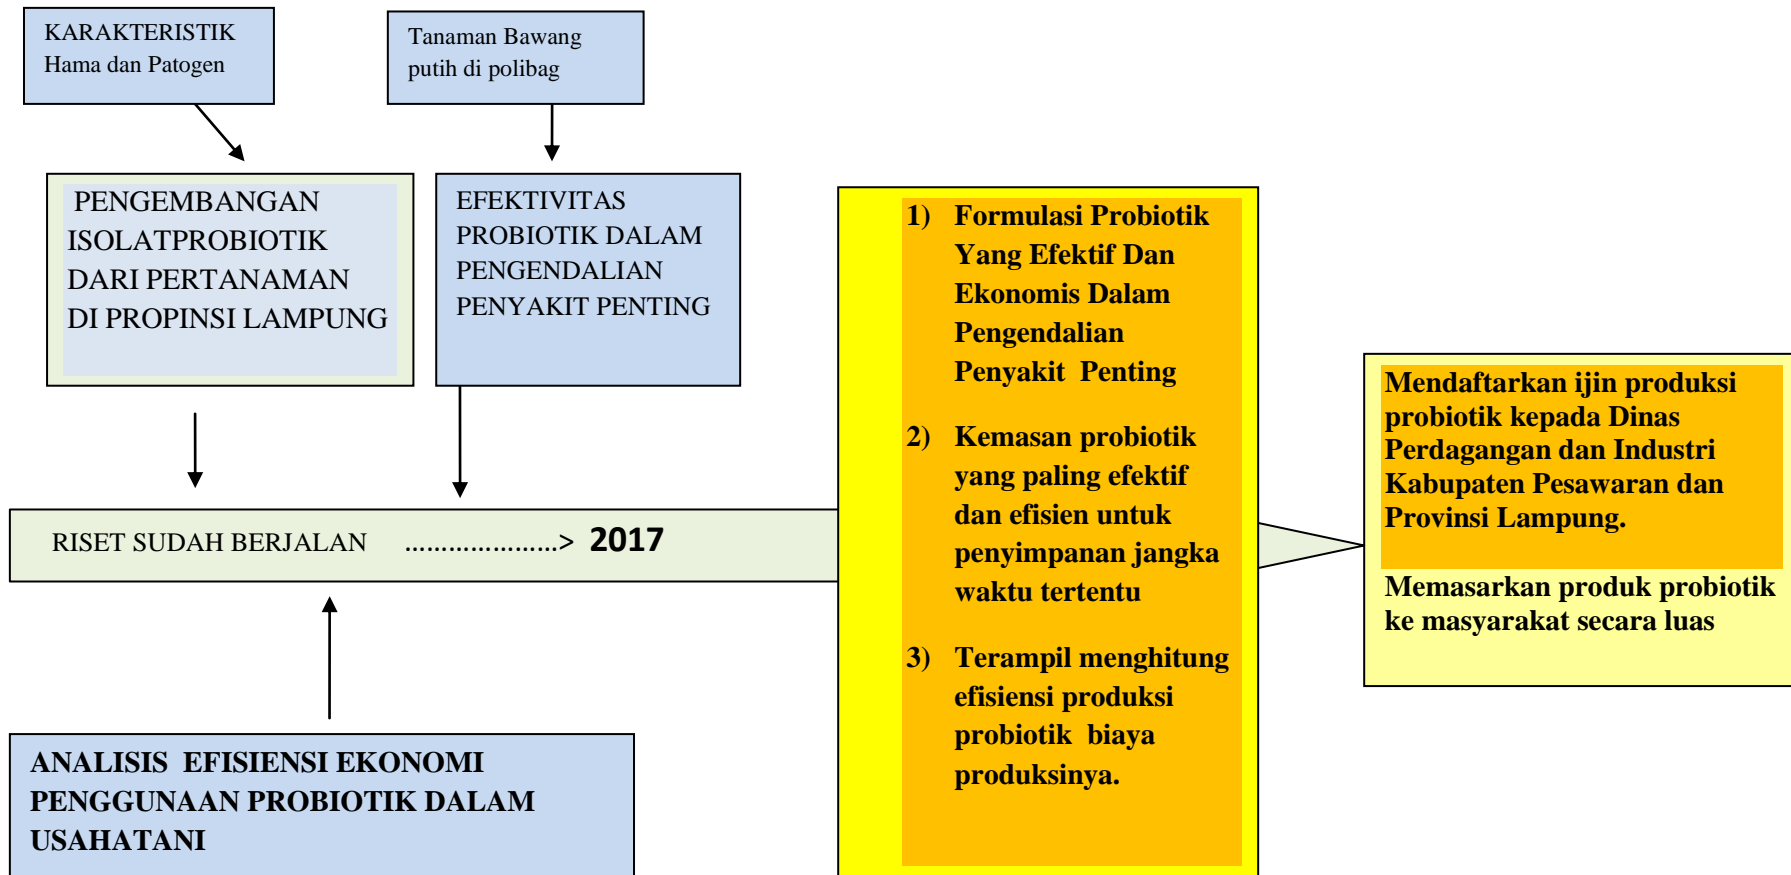 KARAKTERISTIK
Hama dan Patogen
Tanaman Bawang
putih di polibag
PENGEMBANGAN
ISOLATPROBIOTIK
DARI PERTANAMAN
DI PROPINSI LAMPUNG
EFEKTIVITAS
PROBIOTIK DALAM
PENGENDALIAN
PENYAKIT PENTING
RISET SUDAH BERJALAN …………………> 2017
ANALISIS EFISIENSI EKONOMI
PENGGUNAAN PROBIOTIK DALAM
USAHATANI
1) Formulasi Probiotik
Yang Efektif Dan
Ekonomis Dalam
Pengendalian
Penyakit Penting
2) Kemasan probiotik
yang paling efektif
dan efisien untuk
penyimpanan jangka
waktu tertentu
3) Terampil menghitung
efisiensi produksi
probiotik biaya
produksinya.
Mendaftarkan ijin produksi
probiotik kepada Dinas
Perdagangan dan Industri
Kabupaten Pesawaran dan
Provinsi Lampung.
Memasarkan produk probiotik
ke masyarakat secara luas